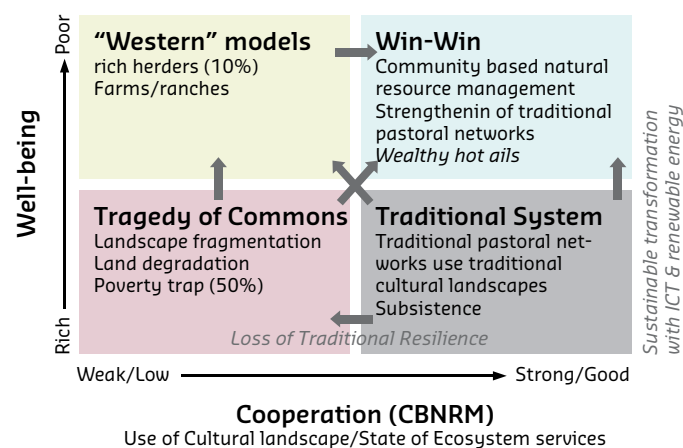 Poor
Well-being
Rich
“Western” models
rich herders (10%)
Farms/ranches
Win-Win
Community based natural
resource management
Strengthenin of traditional
pastoral networks
Wealthy hot ails
Tragedy of Commons
Landscape fragmentation
Land degradation
Poverty trap (50%)
Traditional System
Traditional pastoral net-
works use traditional
cultural landscapes
Subsistence
Loss of Traditional Resilience
Sustainable transformation
with ICT & renewable energy
Weak/Low
Strong/Good
Cooperation (CBNRM)
Use of Cultural landscape/State of Ecosystem services